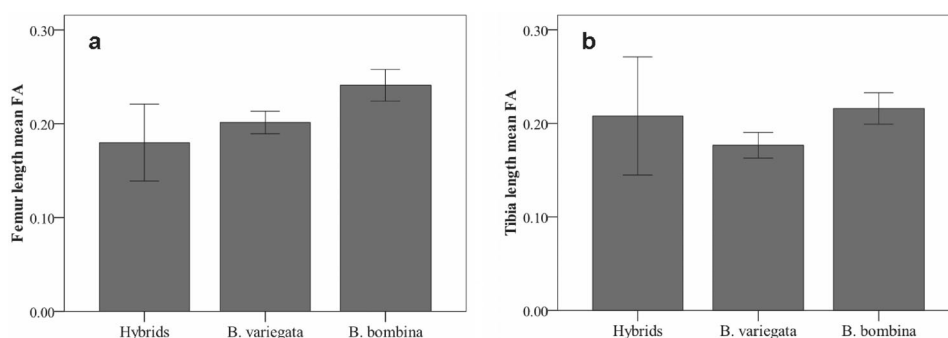 a
Femur length mean FA
0.30
0.20
0.10
0.00
Hybrids B. variegata B. bombina
b
Tibia length mean FA
0.30
0.20
0.10
0.00
Hybrids B. variegata B. bombina